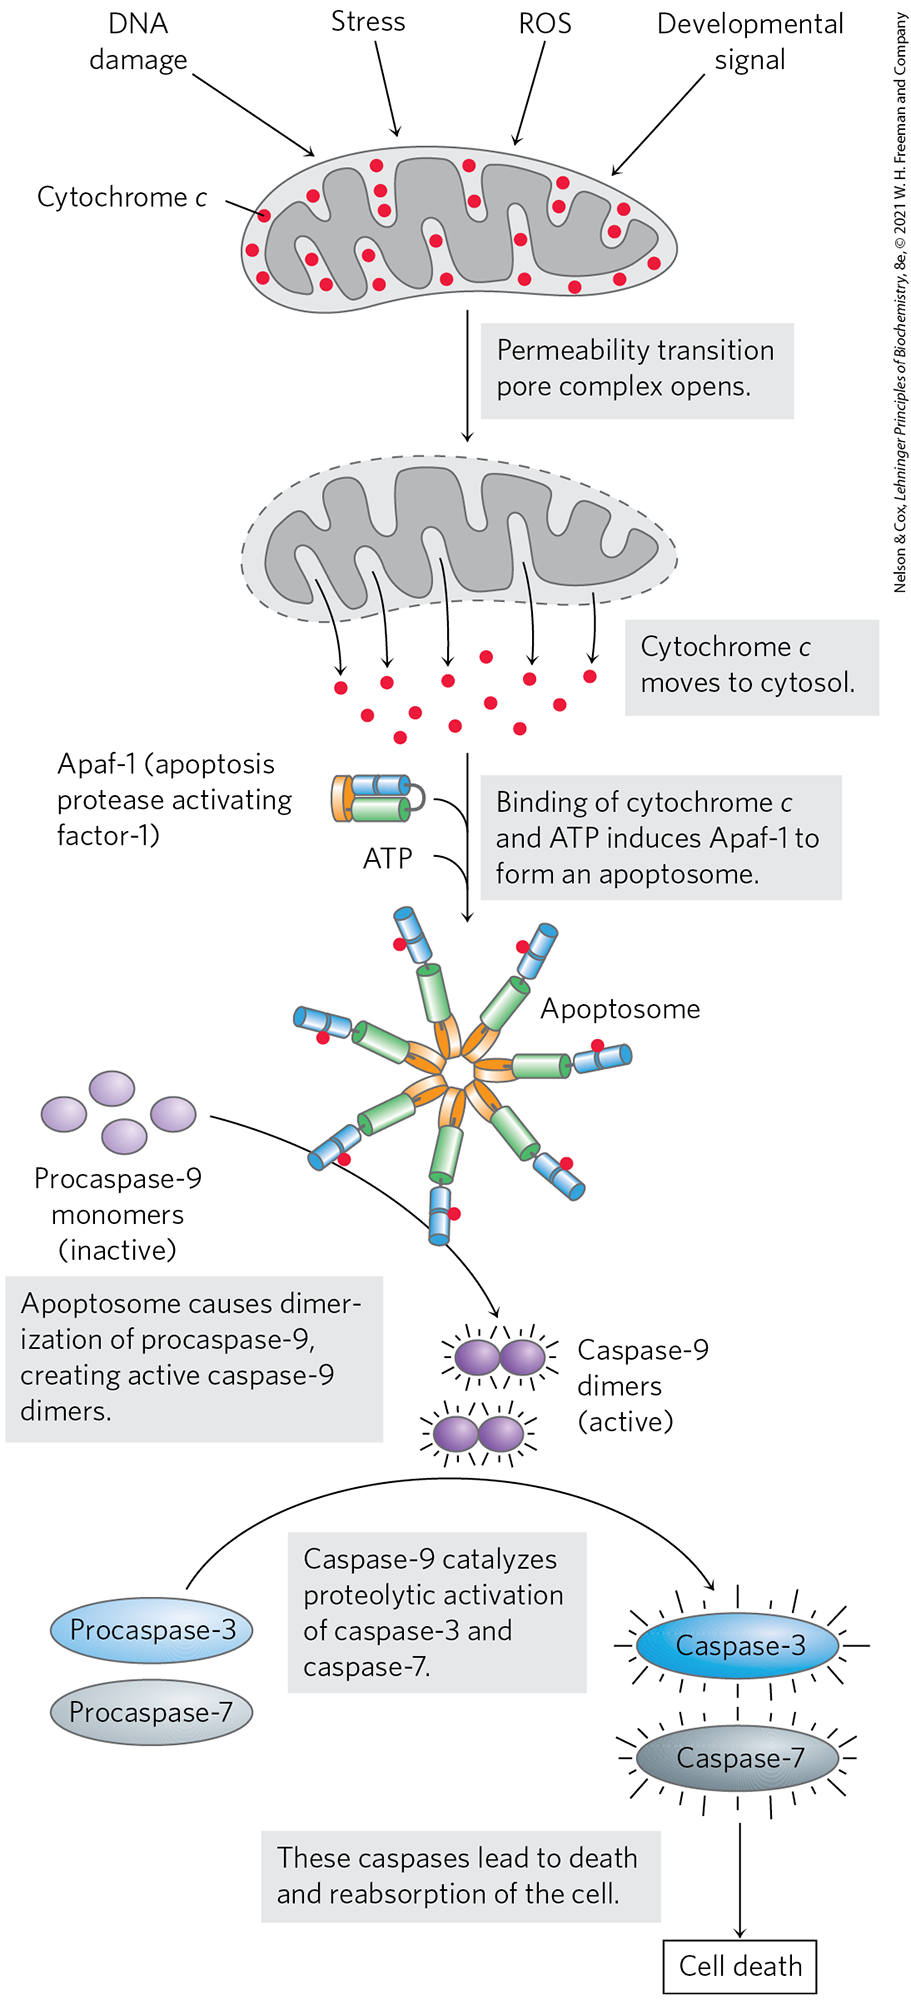 DNA
damage
Stress
ROS
Developmental
signal
Cytochrome c
Permeability transition
pore complex opens.
Cytochrome c
moves to cytosol.
Apaf-1 (apoptosis
protease activating
factor-1)
ATP
Binding of cytochrome c
and ATP induces Apaf-1 to
form an apoptosome.
Apoptosome
Procaspase-9
monomers
(inactive)
Apoptosome causes dimer-
ization of procaspase-9,
creating active caspase-9
dimers.
Caspase-9
dimers
(active)
Caspase-9 catalyzes
proteolytic activation
of caspase-3 and
caspase-7.
Procaspase-3
Procaspase-7
Caspase-3
Caspase-7
These caspases lead to death
and reabsorption of the cell.
Cell death
Nelson & Cox, Lehninger Principles of Biochemistry, 8e, © 2021 W. H. Freeman and Company